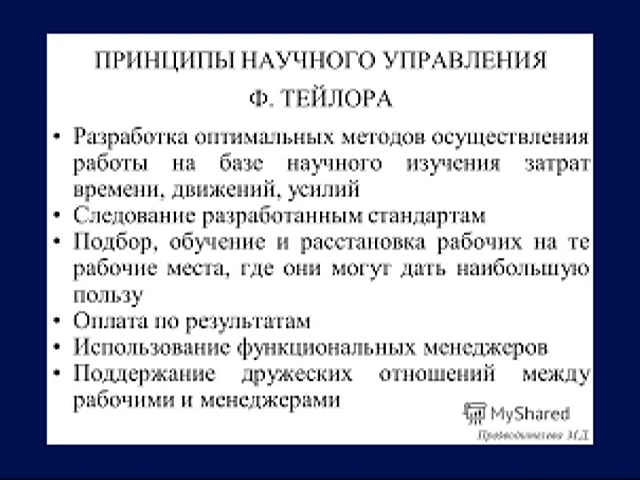 ПРИНЦИПЫ НАУЧНОГО УПРАВЛЕНИЯ
Ф. ТЕЙЛОРА
• Разработка оптимальных методов осуществления
работы на базе научного изучения затрат
времени, движений, усилий
• Следование разработанным стандартам
• Подбор, обучение и расстановка рабочих на те
рабочие места, где они могут дать наибольшую
пользу
• Оплата по результатам
• Использование функциональных менеджеров
• Поддержание дружеских отношений между
рабочими и менеджерами
MyShared